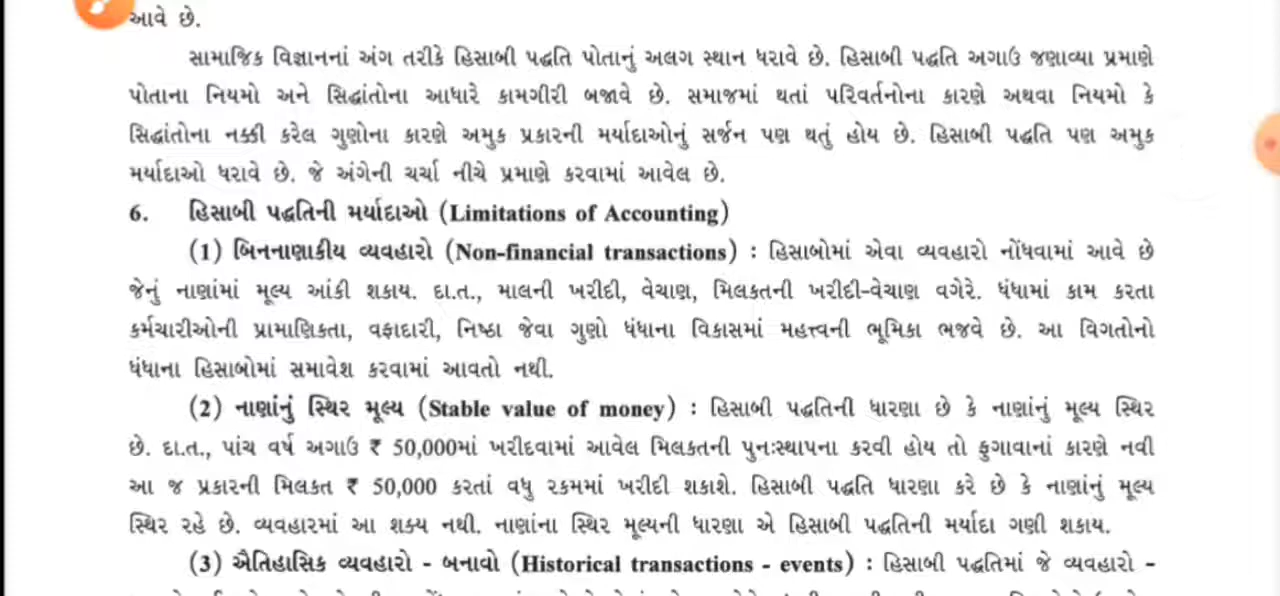 આવે છે.
સામાજિક વિજ્ઞાનનાં અંગ તરીકે હિસાબી પદ્ધતિ પોતાનું અલગ સ્થાન ધરાવે છે. હિસાબી પદ્ધતિ અગાઉ જણાવ્યા પ્રમાણે
પોતાના નિયમો અને સિદ્ધાંતોના આધારે કામગીરી બજાવે છે. સમાજમાં થતાં પરિવર્તનોના કારણે અથવા નિયમો કે
સિદ્ધાંતોના નક્કી કરેલ ગુણોના કારણે અમુક પ્રકારની મર્યાદાઓનું સર્જન પણ થતું હોય છે. હિસાબી પદ્ધતિ પણ અમુક
મર્યાદાઓ ધરાવે છે. જે અંગેની ચર્ચા નીચે પ્રમાણે કરવામાં આવેલ છે.
6. હિસાબી પદ્ધતિની મર્યાદાઓ (Limitations of Accounting)
(1) બિનનાણાકીય વ્યવહારો (Non-financial transactions) : હિસાબોમાં એવા વ્યવહારો નોંધવામાં આવે છે
જેનું નાણાંમાં મૂલ્ય આંકી શકાય. દા.ત., માલની ખરીદી, વેચાણ, મિલકતની ખરીદી-વેચાણ વગેરે. ધંધામાં કામ કરતા
કર્મચારીઓની પ્રામાણિકતા, વફાદારી, નિષ્ઠા જેવા ગુણો ધંધાના વિકાસમાં મહત્ત્વની ભૂમિકા ભજવે છે. આ વિગતોનો
ધંધાના હિસાબોમાં સમાવેશ કરવામાં આવતો નથી.
(2) નાણાંનું સ્થિર મૂલ્ય (Stable value of money) : હિસાબી પદ્ધતિની ધારણા છે કે નાણાંનું મૂલ્ય સ્થિર
છે. દા.ત., પાંચ વર્ષ અગાઉ ₹ 50,000માં ખરીદવામાં આવેલ મિલકતની પુનઃસ્થાપના કરવી હોય તો ફુગાવાનાં કારણે નવી
આ જ પ્રકારની મિલકત ₹ 50,000 કરતાં વધુ રકમમાં ખરીદી શકાશે. હિસાબી પદ્ધતિ ધારણા કરે છે કે નાણાંનું મૂલ્ય
સ્થિર રહે છે. વ્યવહારમાં આ શક્ય નથી. નાણાંના સ્થિર મૂલ્યની ધારણા એ હિસાબી પદ્ધતિની મર્યાદા ગણી શકાય.
(3) ઐતિહાસિક વ્યવહારો - બનાવો (Historical transactions - events) : હિસાબી પદ્ધતિમાં જે વ્યવહારો -